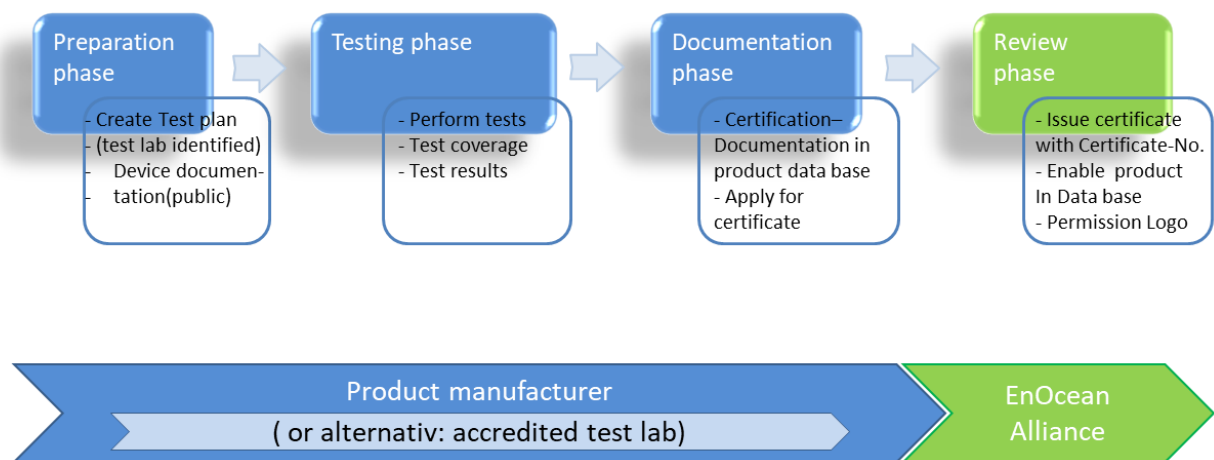 Preparation
phase
- Create Test plan
- (test lab identified)
- Device documen-
- tation(public)
Testing phase
- Perform tests
- Test coverage
- Test results
Documentation
phase
- Certification–
Documentation in
product data base
- Apply for
certificate
Review
phase
- Issue certificate
with Certificate-No.
- Enable product
In Data base
- Permission Logo
Product manufacturer
( or alternativ: accredited test lab)
EnOcean
Alliance